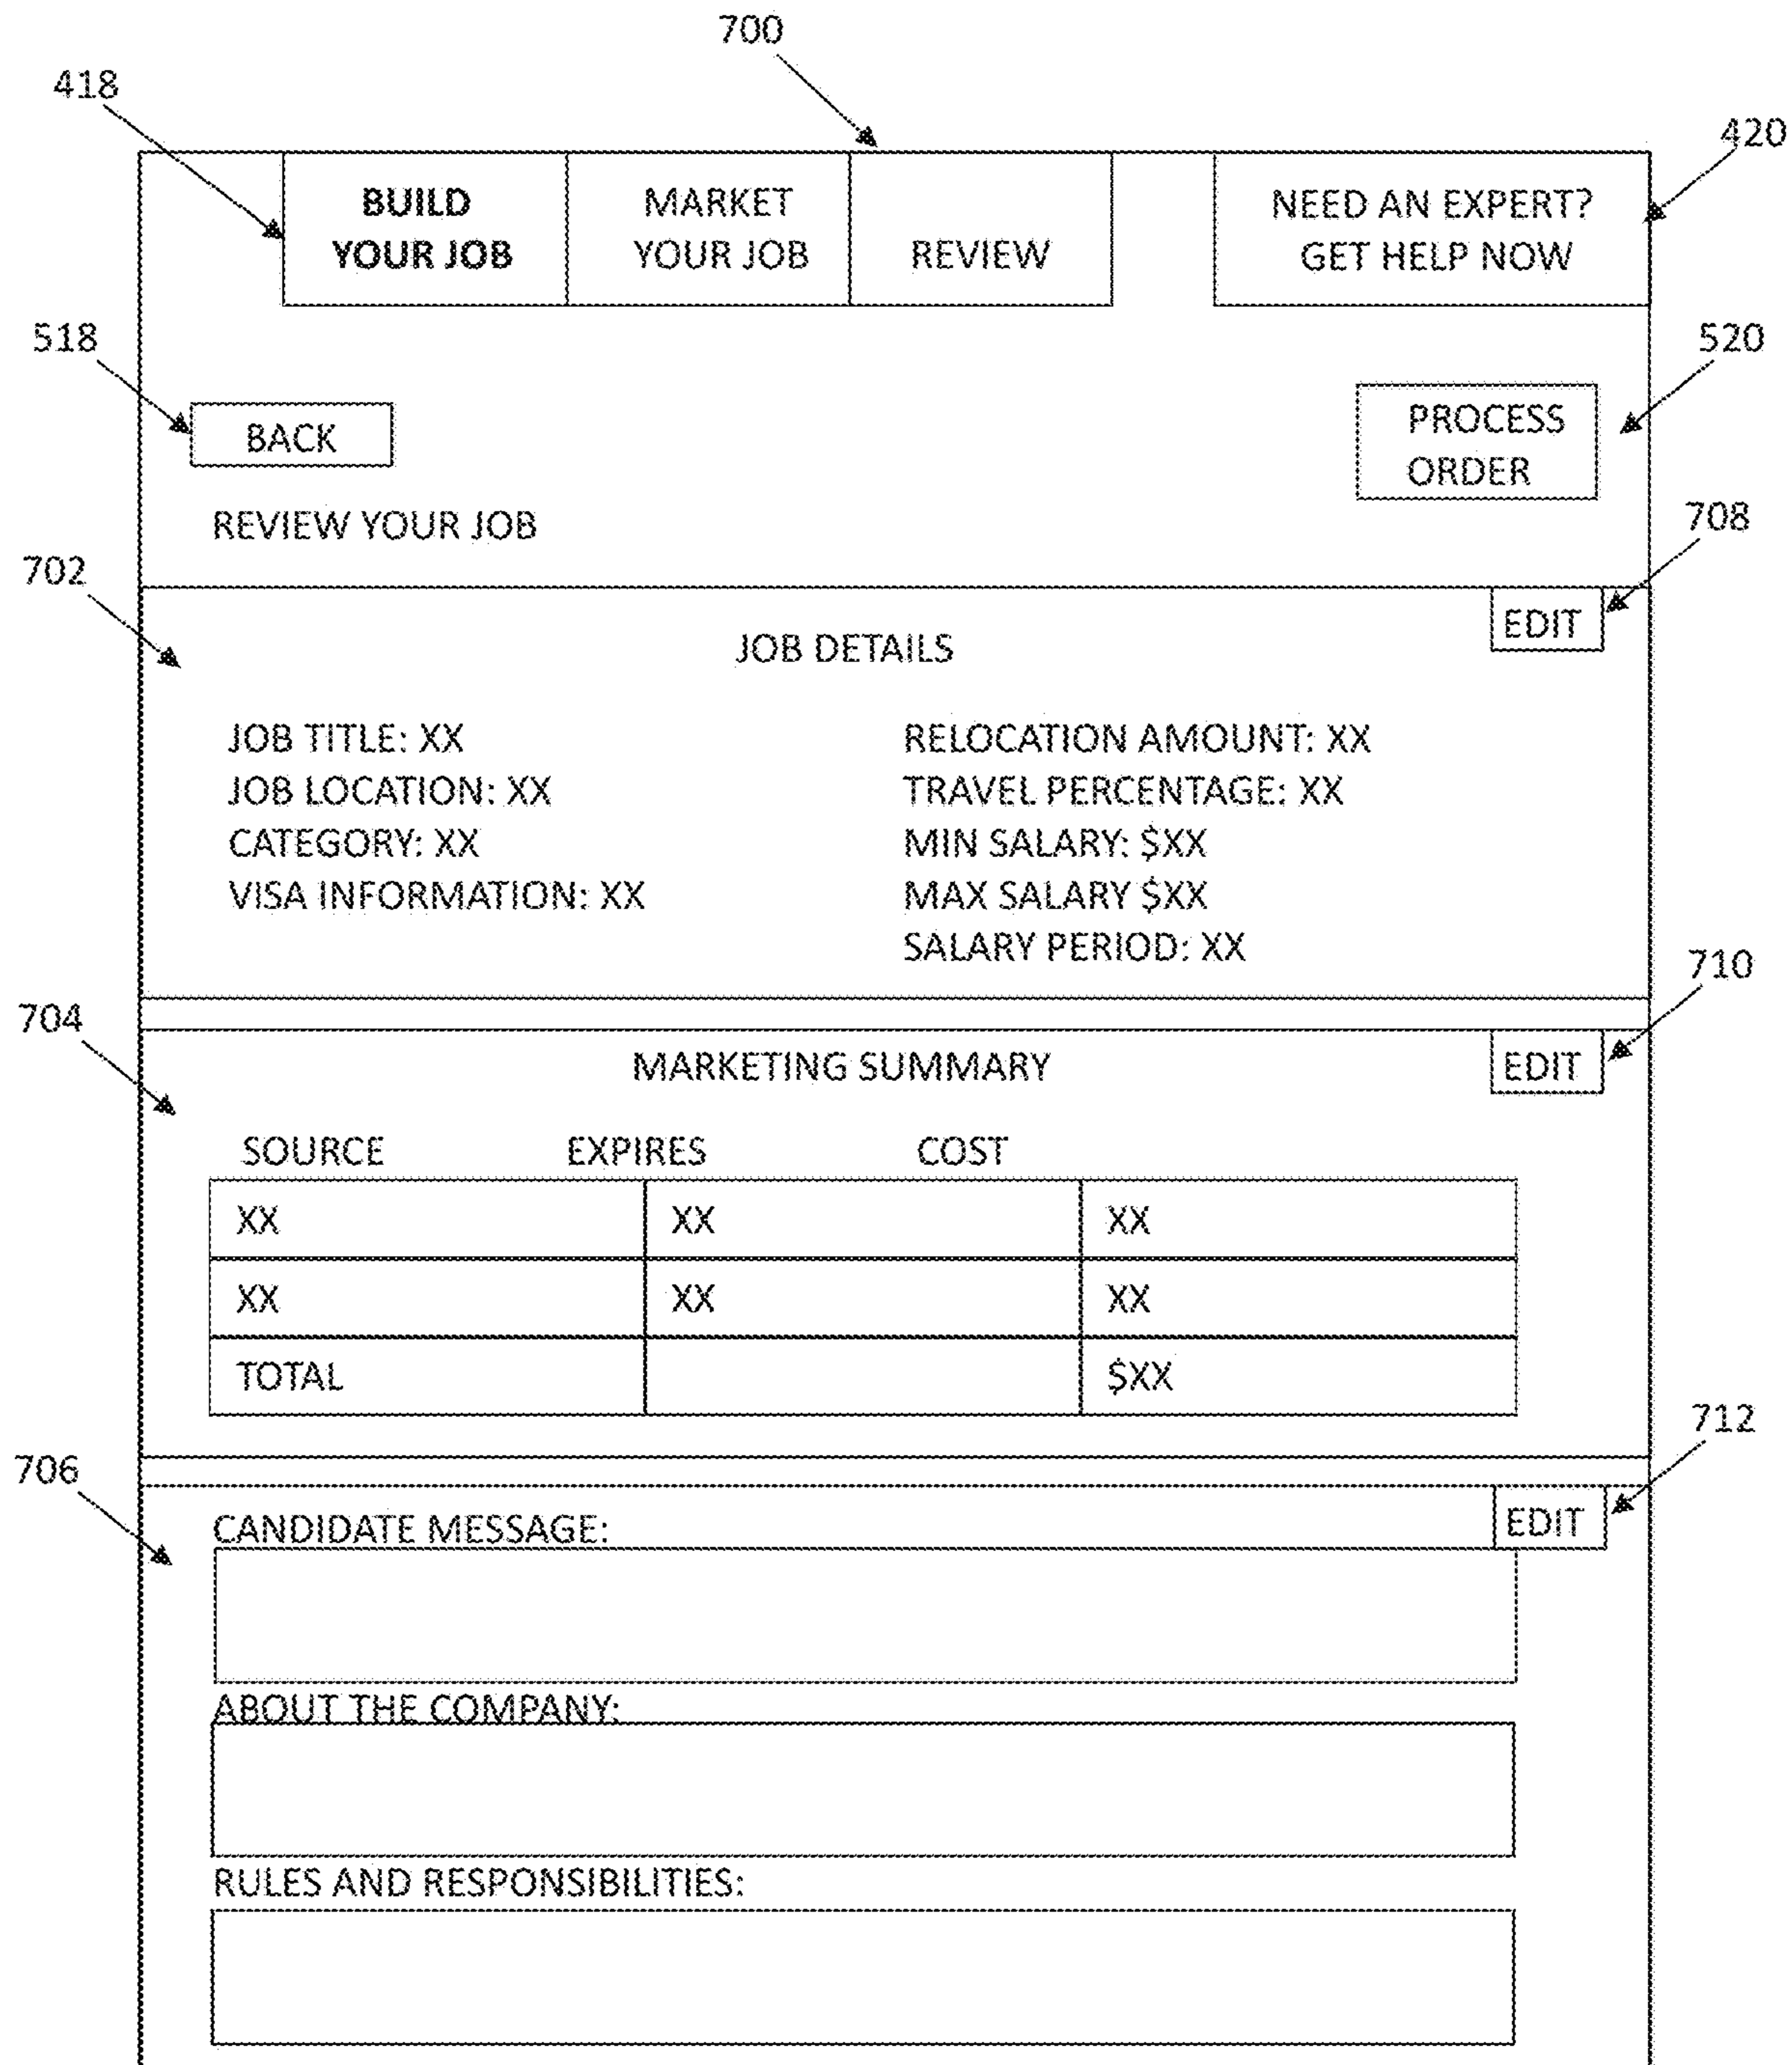 700
418
420
BUILD
YOUR JOB
MARKET
YOUR JOB
REVIEW
NEED AN EXPERT?
GET HELP NOW
518
520
BACK
PROCESS
ORDER
REVIEW YOUR JOB
708
702
EDIT
JOB DETAILS
JOB TITLE: XX
JOB LOCATION: XX
CATEGORY: XX
VISA INFORMATION: XX
RELOCATION AMOUNT: XX
TRAVEL PERCENTAGE: XX
MIN SALARY: $XX
MAX SALARY $XX
SALARY PERIOD: XX
710
704
MARKETING SUMMARY
EDIT
SOURCE EXPIRES COST
XX XX XX
XX XX XX
TOTAL $XX
712
706
CANDIDATE MESSAGE:
EDIT
ABOUT THE COMPANY:
RULES AND RESPONSIBILITIES: